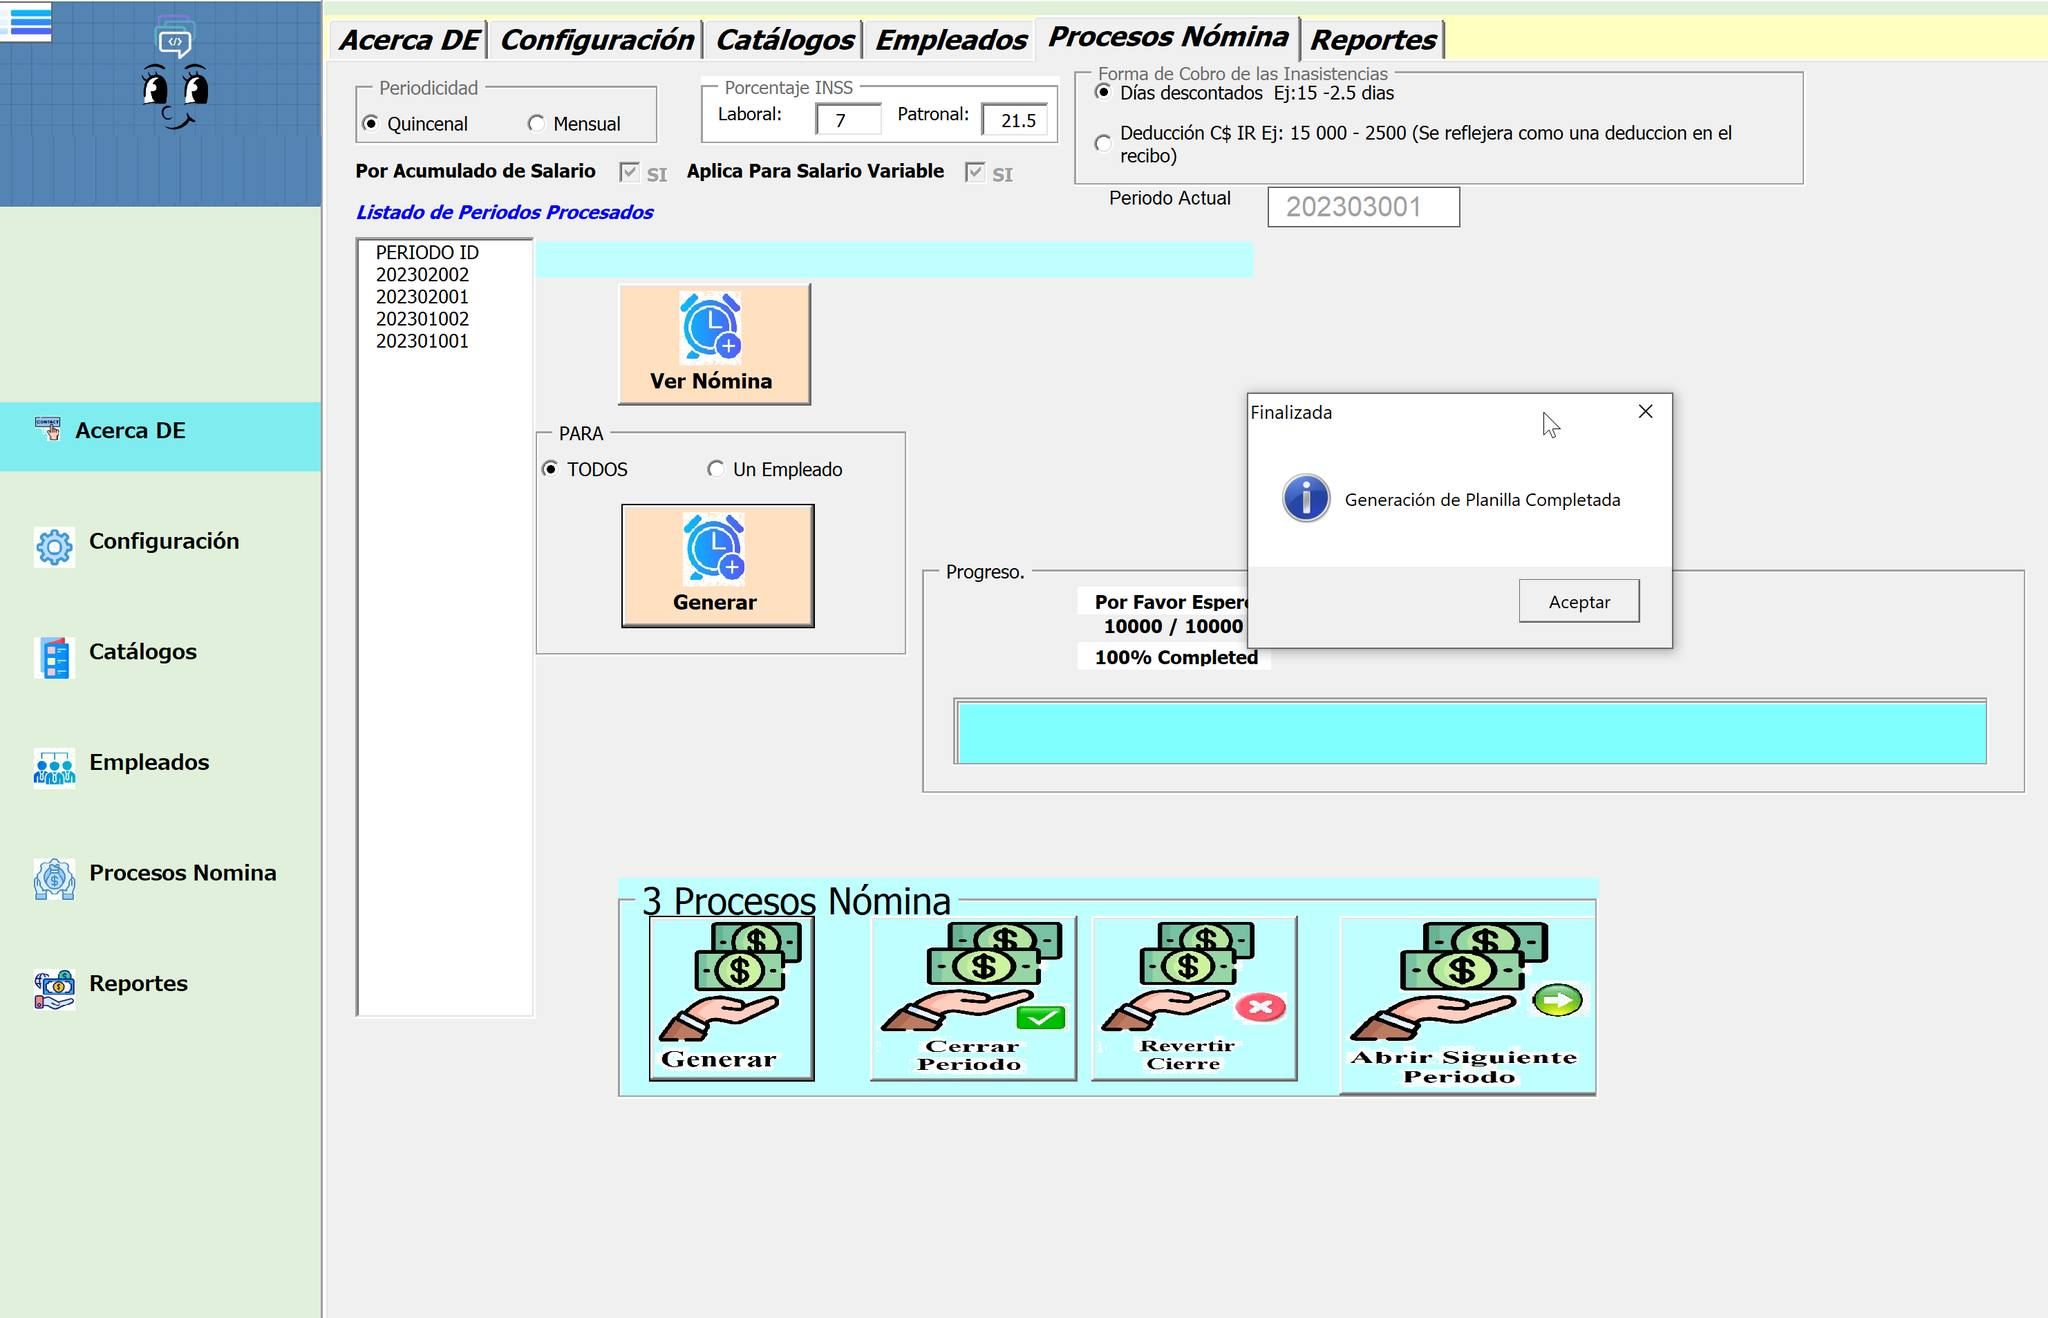 Acerca DE
Configuración
Catálogos
Empleados
Procesos Nómina
Reportes
Periodicidad
Quincenal
Mensual
Porcentaje INSS
Laboral:
7
Patronal:
21.5
Forma de Cobro de las Inasistencias
Días descontados Ej:15 -2.5 dias
Deducción C$ IR Ej: 15 000 - 2500 (Se reflejera como una deduccion en el
recibo)
Por Acumulado de Salario
SI
Aplica Para Salario Variable
SI
Periodo Actual
202303001
Listado de Periodos Procesados
PERIODO ID
202302002
202302001
202301002
202301001
Ver Nómina
PARA
TODOS
Un Empleado
Generar
Finalizada
Generación de Planilla Completada
Aceptar
Progreso.
Por Favor Esper
10000 / 10000
100% Completed
3 Procesos Nómina
Generar
Cerrar
Periodo
Revertir
Cierre
Abrir Siguiente
Periodo
CONTACT
Acerca DE
Configuración
Catálogos
Empleados
Procesos Nomina
Reportes